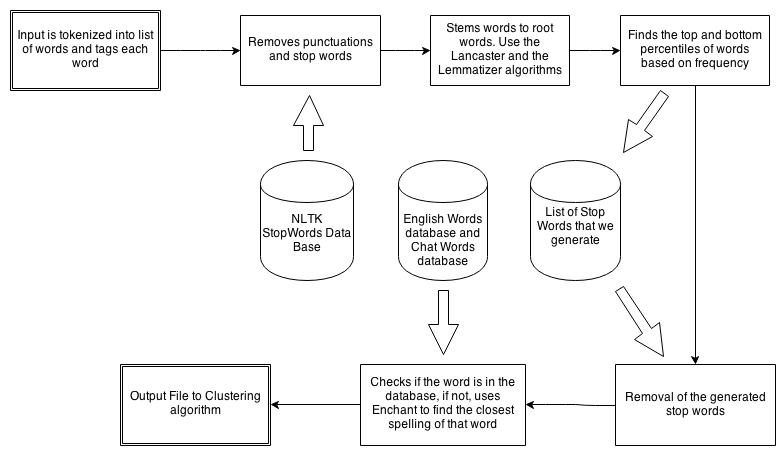 Input is tokenized into list
of words and tags each
word
Removes punctuations
and stop words
Stems words to root
words. Use the
Lancaster and the
Lemmatizer algorithms
Finds the top and bottom
percentiles of words
based on frequency
NLTK
StopWords Data
Base
English Words
database and
Chat Words
database
List of Stop
Words that we
generate
Output File to Clustering
algorithm
Checks if the word is in the
database, if not, uses
Enchant to find the closest
spelling of that word
Removal of the generated
stop words